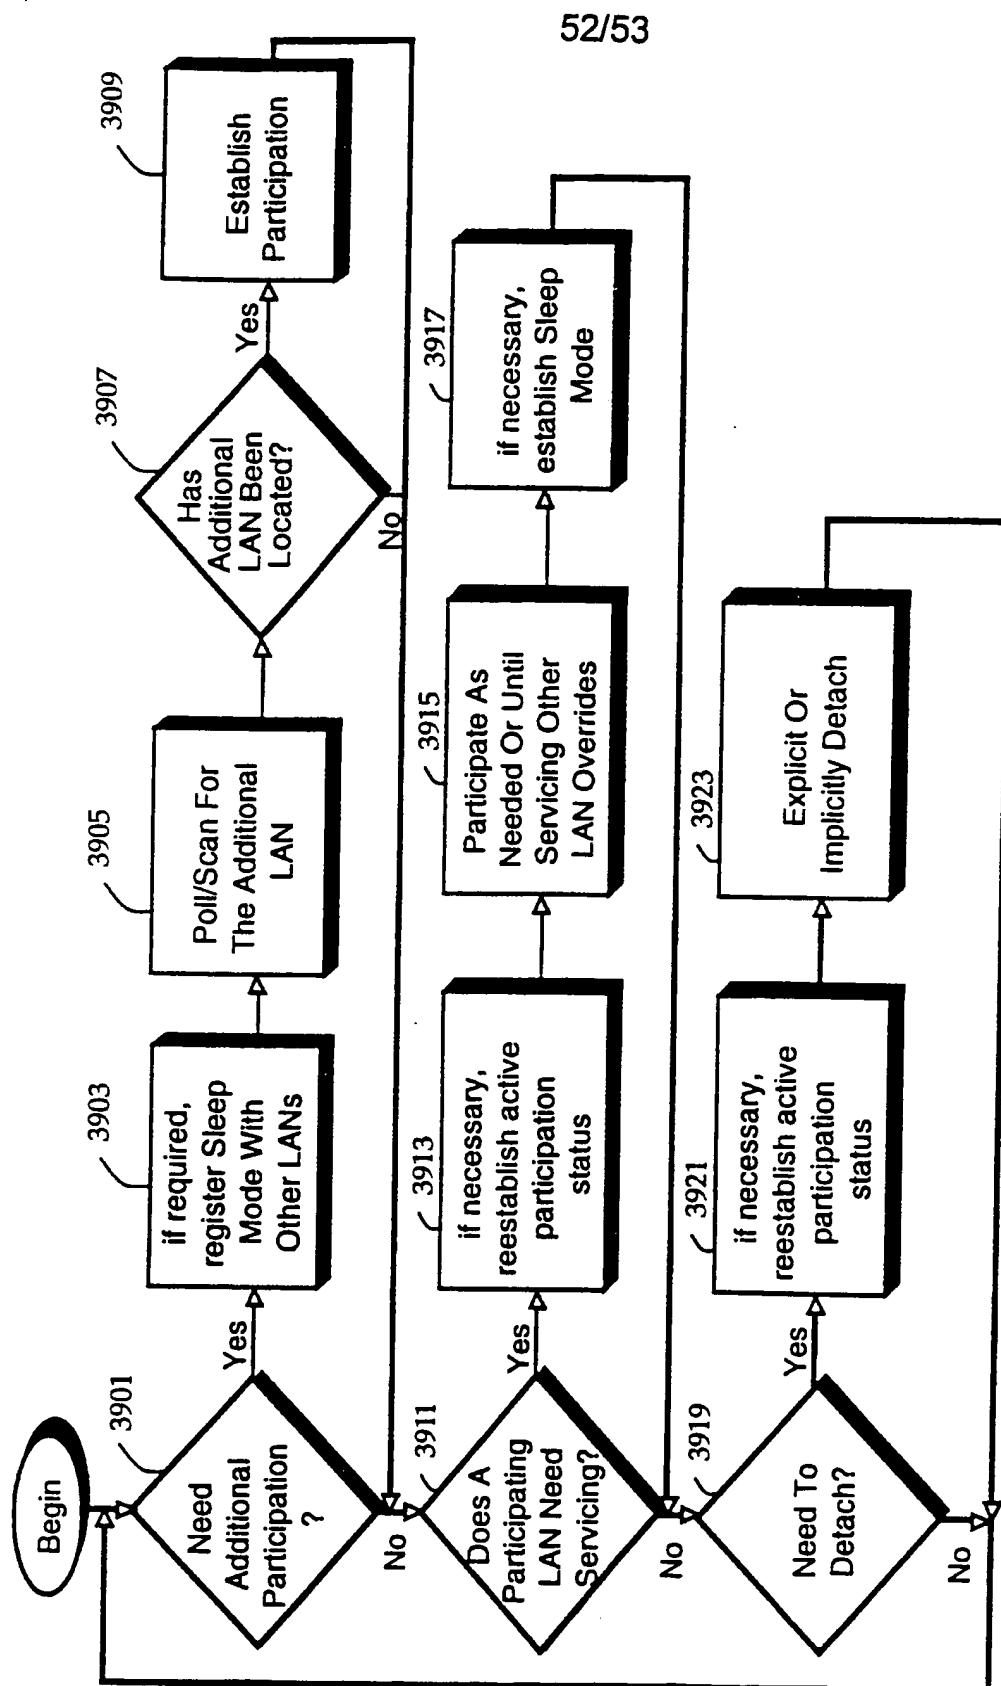 52/53
Begin
3901
Need
Additional
Participation
?
Yes
No
3903
if required,
register Sleep
Mode With
Other LANs
3905
Poll/Scan For
The Additional
LAN
3907
Has
Additional
LAN Been
Located?
Yes
No
3909
Establish
Participation
3911
Does A
Participating
LAN Need
Servicing?
Yes
No
3913
if necessary,
reestablish active
participation
status
3915
Participate As
Needed Or Until
Servicing Other
LAN Overrides
3917
if necessary,
establish Sleep
Mode
3919
Need To
Detach?
Yes
No
3921
if necessary,
reestablish active
participation
status
3923
Explicit Or
Implicitly Detach